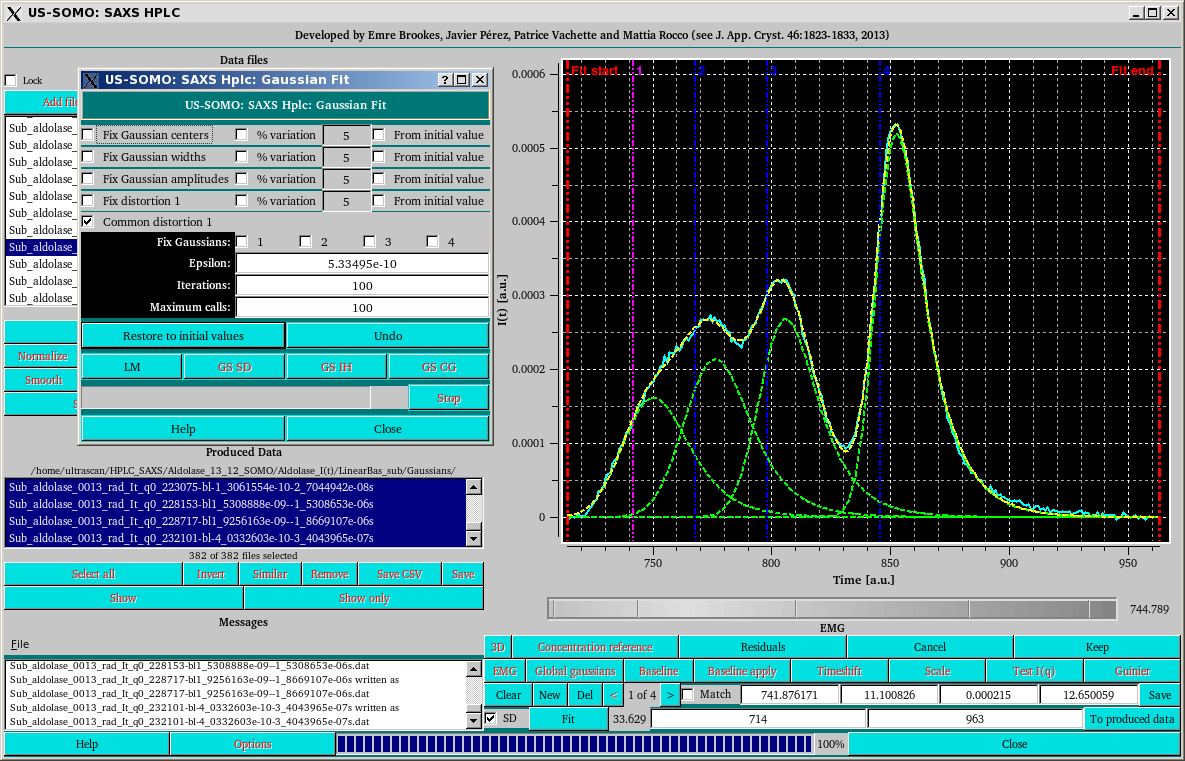 US-SOMO: SAXS HPLC
Developed by Emre Brookes, Javier Pérez, Patrice Vachette and Mattia Rocco (see J. App. Cryst. 46:1823-1833, 2013)
Data files
Lock
Add
Sub_aldolase_
Sub_aldolase_
Sub_aldolase_
Sub_aldolase_
Sub_aldolase_
Sub_aldolase_
Sub_aldolase_
Sub_aldolase_
Sub_aldolase_
Sub_aldolase_
Sub_aldolase_
Normalize
Smooth
US-SOMO: SAXS Hplc: Gaussian Fit
US-SOMO: SAXS Hplc: Gaussian Fit
Fix Gaussian centers % variation 5 From initial value
Fix Gaussian widths % variation 5 From initial value
Fix Gaussian amplitudes % variation 5 From initial value
Fix distortion 1 % variation 5 From initial value
Common distortion 1
Fix Gaussians: 1 2 3 4
Epsilon: 5.33495e-10
Iterations: 100
Maximum calls: 100
Restore to initial values Undo
LM GS SD GS IH GS CG
Stop
Help Close
Produced Data
/home/ultrascan/HPLC_SAXS/Aldolase_13_12_SOMO/Aldolase_I(t)/LinearBas_sub/Gaussians/
Sub_aldolase_0013_rad_It_q0_223075-bl-1_3061554e-10-2_7044942e-08s
Sub_aldolase_0013_rad_It_q0_228153-bl1_5308888e-09--1_5308653e-06s
Sub_aldolase_0013_rad_It_q0_228717-bl1_9256163e-09--1_8669107e-06s
Sub_aldolase_0013_rad_It_q0_232101-bl-4_0332603e-10-3_4043965e-07s
382 of 382 files selected
Select all Invert Similar Remove Save CSV Save
Show Show only
Messages
File
Sub_aldolase_0013_rad_It_q0_228153-bl1_5308888e-09--1_5308653e-06s.dat
Sub_aldolase_0013_rad_It_q0_228717-bl1_9256163e-09--1_8669107e-06s written as
Sub_aldolase_0013_rad_It_q0_228717-bl1_9256163e-09--1_8669107e-06s.dat
Sub_aldolase_0013_rad_It_q0_232101-bl-4_0332603e-10-3_4043965e-07s written as
Sub_aldolase_0013_rad_It_q0_232101-bl-4_0332603e-10-3_4043965e-07s.dat
Help Options 100% Close
Fit start 1 2 3 4 Fit end
0.0006
0.0005
0.0004
0.0003
0.0002
0.0001
0
I(t) [a.u.]
750 800 850 900 950
Time [a.u.]
744.789
EMG
3D Concentration reference Residuals Cancel Keep
EMG Global gaussians Baseline Baseline apply Timeshift Scale Test I(q) Guinier
Clear New Del < 1 of 4 > Match 741.876171 11.100826 0.00215 12.650059 Save
SD Fit 33.629 714 963 To produced data